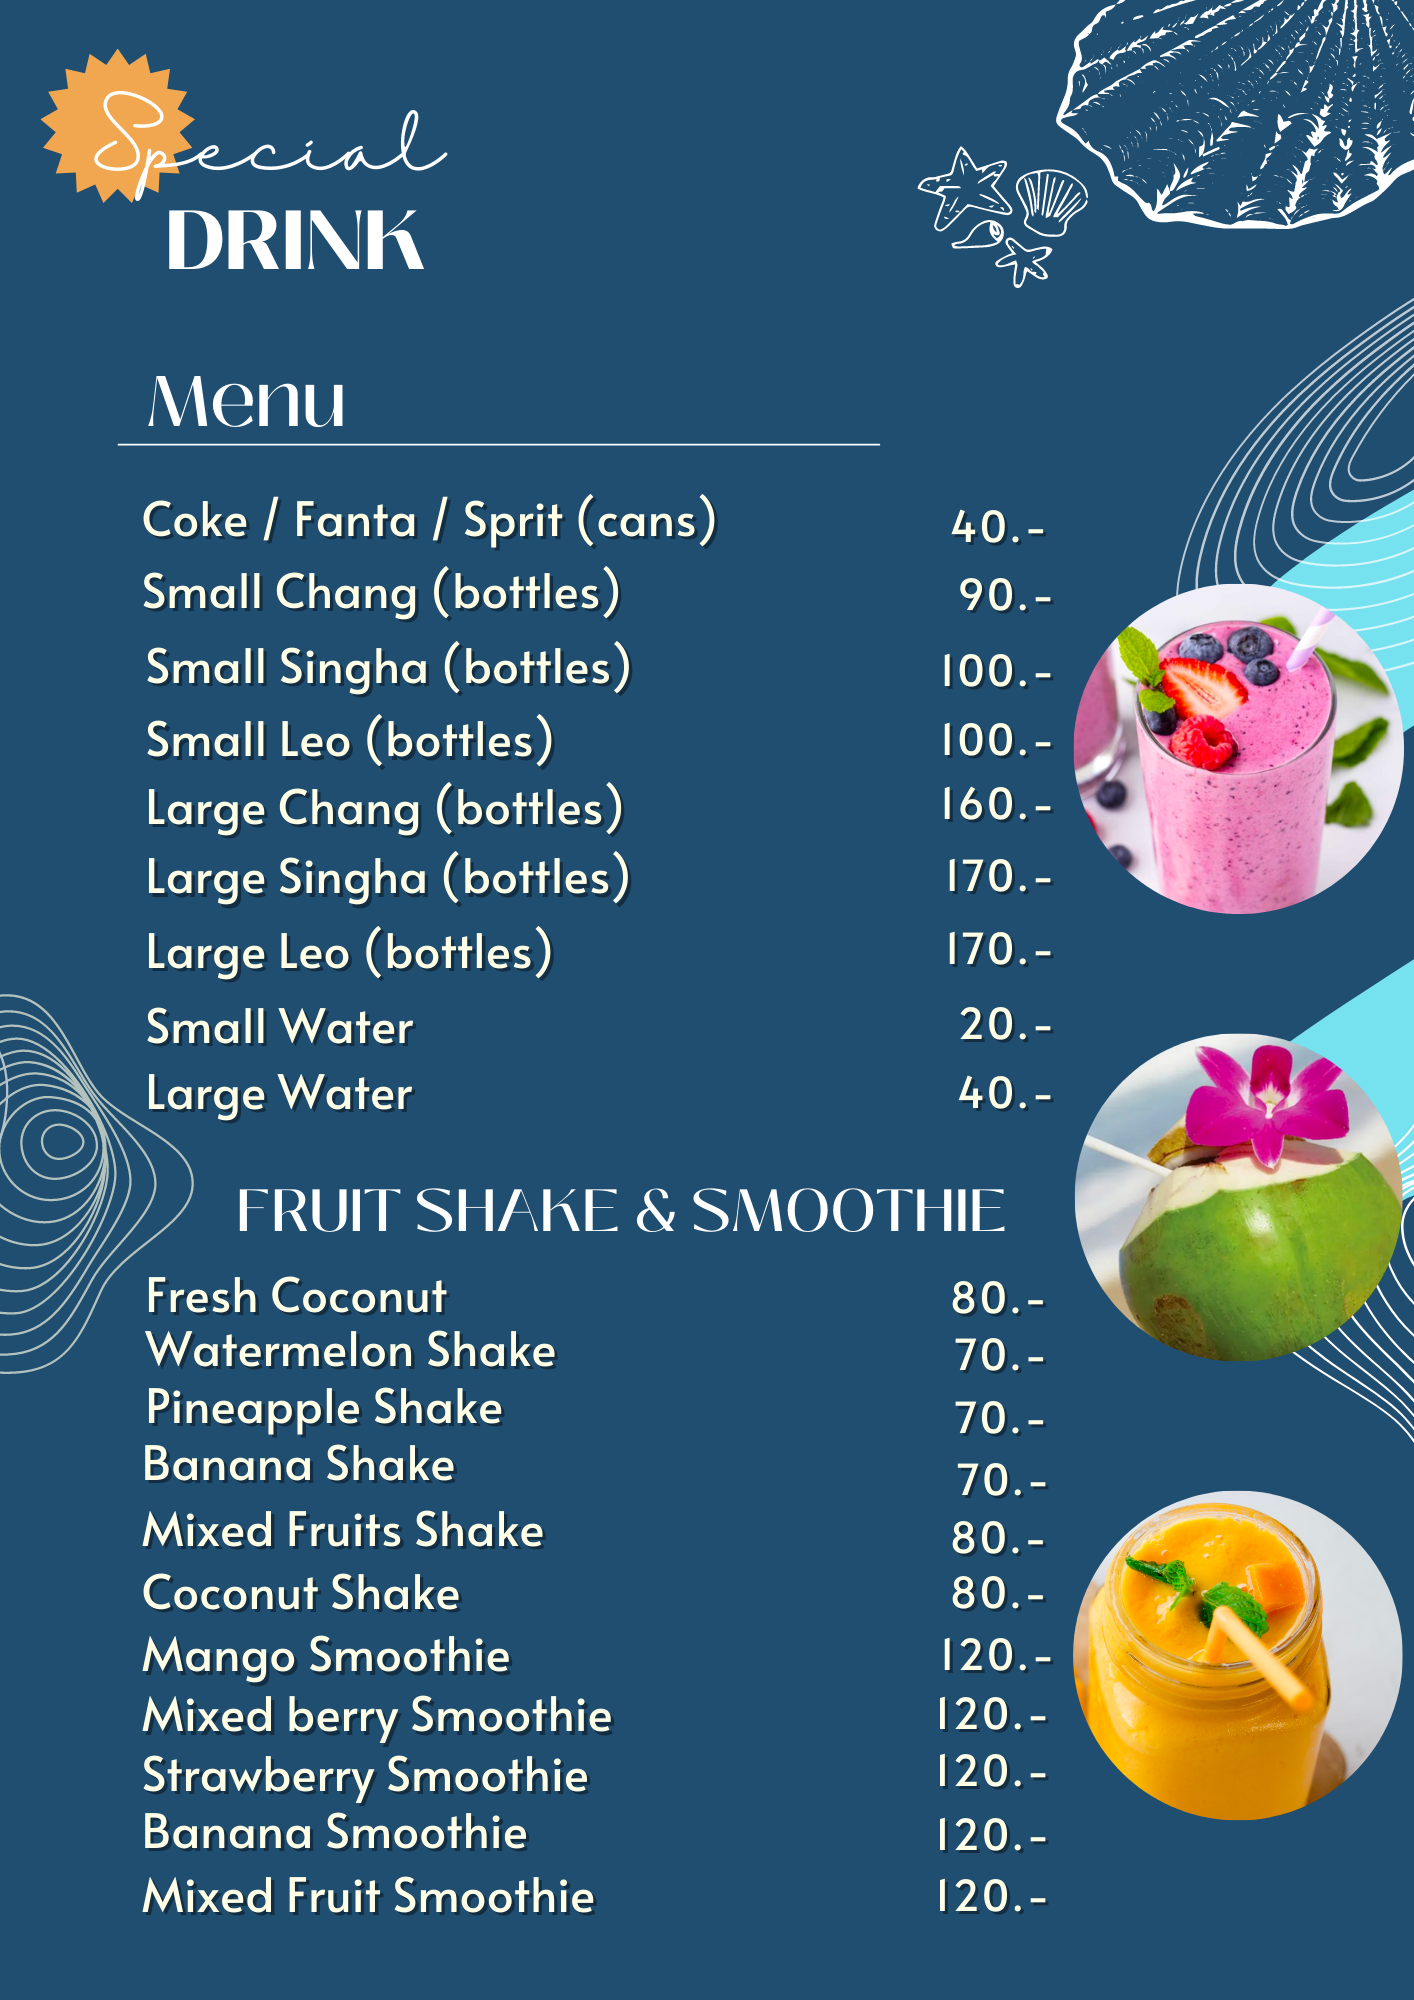 Special
DRINK
Menu
Coke / Fanta / Sprit (cans) 40.-
Small Chang (bottles) 90.-
Small Singha (bottles) 100.-
Small Leo (bottles) 100.-
Large Chang (bottles) 160.-
Large Singha (bottles) 170.-
Large Leo (bottles) 170.-
Small Water 20.-
Large Water 40.-
FRUIT SHAKE & SMOOTHIE
Fresh Coconut 80.-
Watermelon Shake 70.-
Pineapple Shake 70.-
Banana Shake 70.-
Mixed Fruits Shake 80.-
Coconut Shake 80.-
Mango Smoothie 120.-
Mixed berry Smoothie 120.-
Strawberry Smoothie 120.-
Banana Smoothie 120.-
Mixed Fruit Smoothie 120.-